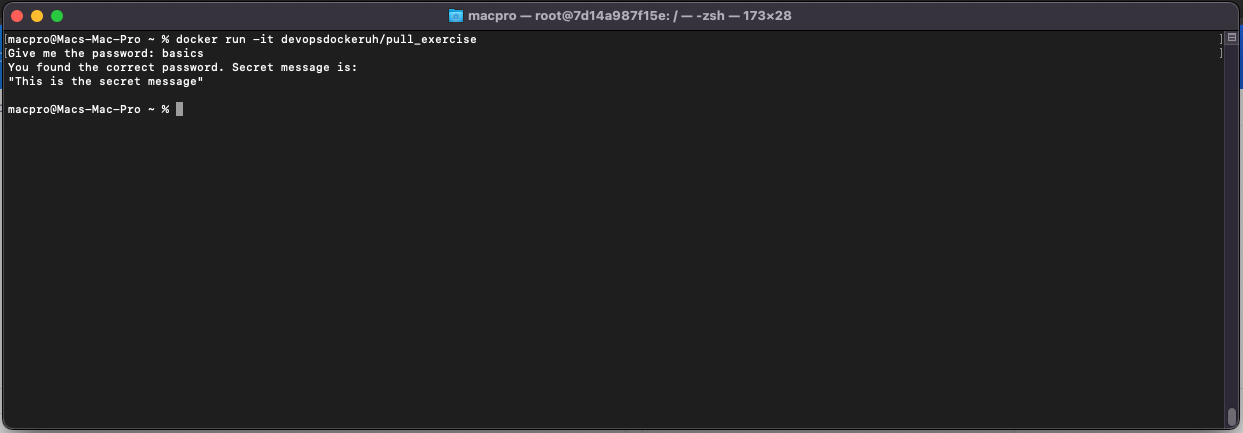 macpro — root@7d14a987f15e: / — -zsh — 173×28
[macpro@Macs-Mac-Pro ~ % docker run -it devopsdockeruh/pull_exercise ]
[Give me the password: basics ]
You found the correct password. Secret message is:
"This is the secret message"
macpro@Macs-Mac-Pro ~ %